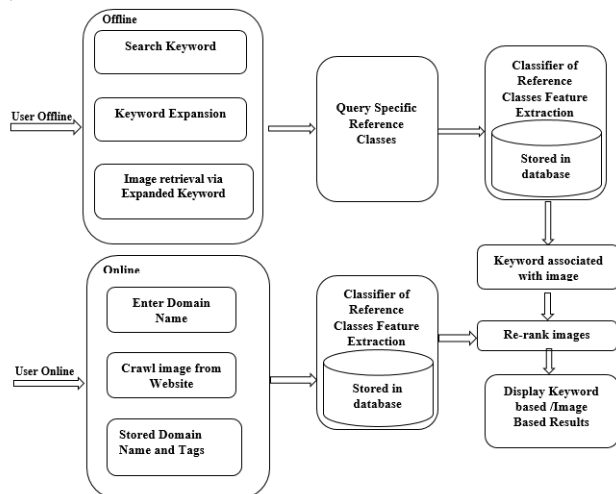 Offline
Search Keyword
User Offline
Keyword Expansion
Image retrieval via
Expanded Keyword
Query Specific
Reference
Classes
Classifier of
Reference
Classes Feature
Extraction
Stored in
database
Keyword associated
with image
Re-rank images
Display Keyword
based /Image
Based Results
Online
Enter Domain
Name
User Online
Crawl image from
Website
Stored Domain
Name and Tags
Classifier of
Reference
Classes Feature
Extraction
Stored in
database